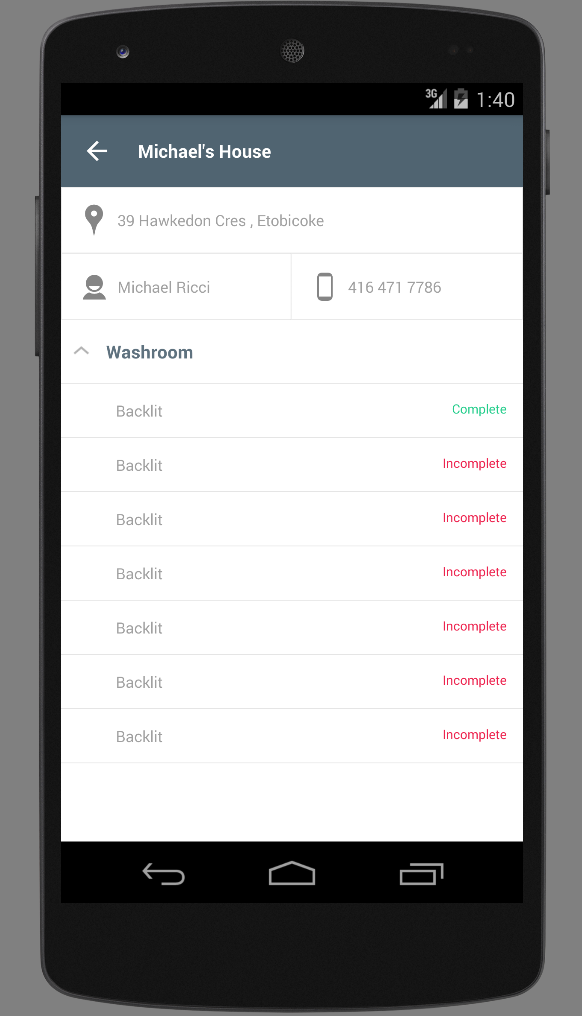 3G 1:40
Michael's House
39 Hawkedon Cres , Etobicoke
Michael Ricci 416 471 7786
Washroom
Backlit Complete
Backlit Incomplete
Backlit Incomplete
Backlit Incomplete
Backlit Incomplete
Backlit Incomplete
Backlit Incomplete